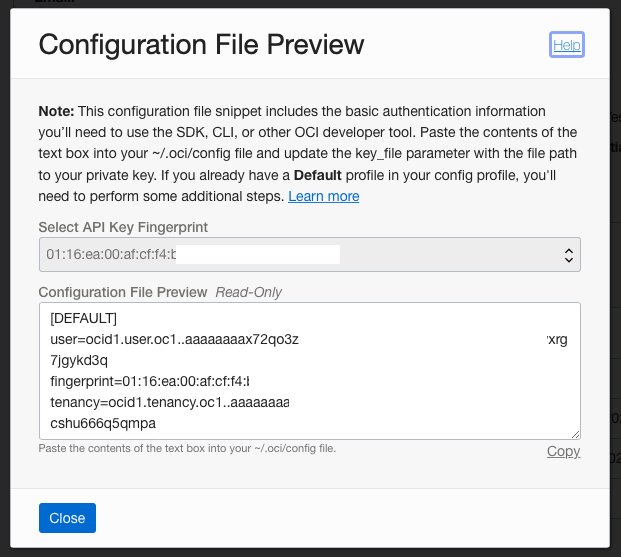 Configuration File Preview
Help
Note: This configuration file snippet includes the basic authentication information
you'll need to use the SDK, CLI, or other OCI developer tool. Paste the contents of the
text box into your ~/.oci/config file and update the key_file parameter with the file path
to your private key. If you already have a Default profile in your config profile, you'll
need to perform some additional steps. Learn more
Select API Key Fingerprint
01:16:ea:00:af:cf:f4:
Configuration File Preview Read-Only
[DEFAULT]
user=ocid1.user.oc1..aaaaaaaax72qo3z xrg
7jgykd3q
fingerprint=01:16:ea:00:af:cf:f4:
tenancy=ocid1.tenancy.oc1..aaaaaaaa
cshu666q5qmpa
Paste the contents of the text box into your ~/.oci/config file.
Copy
Close